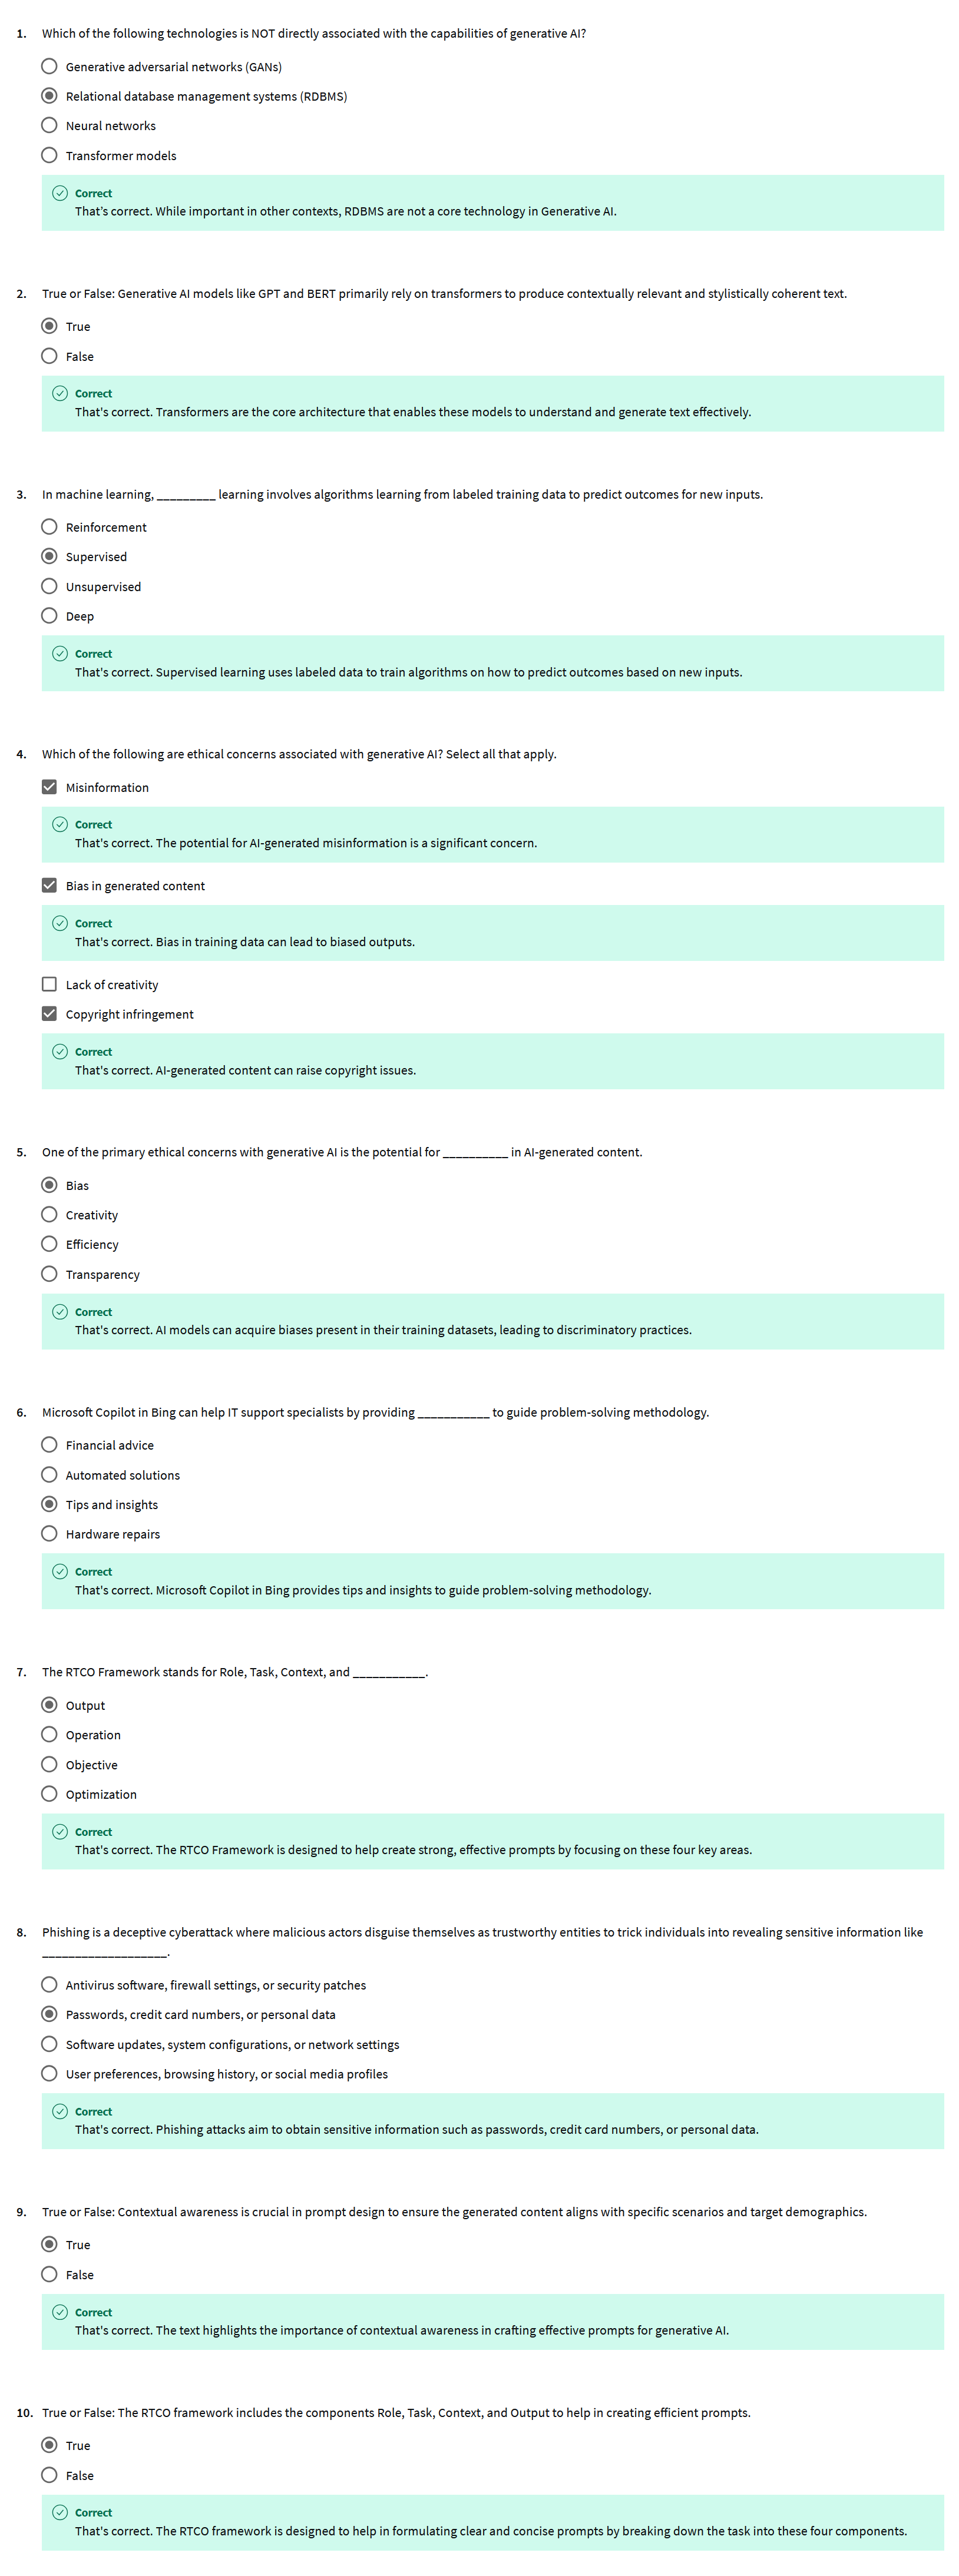 1. Which of the following technologies is NOT directly associated with the capabilities of generative AI?
Generative adversarial networks (GANs)
Relational database management systems (RDBMS)
Neural networks
Transformer models
Correct
That’s correct. While important in other contexts, RDBMS are not a core technology in Generative AI.
2. True or False: Generative AI models like GPT and BERT primarily rely on transformers to produce contextually relevant and stylistically coherent text.
True
False
Correct
That's correct. Transformers are the core architecture that enables these models to understand and generate text effectively.
3. In machine learning, _________ learning involves algorithms learning from labeled training data to predict outcomes for new inputs.
Reinforcement
Supervised
Unsupervised
Deep
Correct
That's correct. Supervised learning uses labeled data to train algorithms on how to predict outcomes based on new inputs.
4. Which of the following are ethical concerns associated with generative AI? Select all that apply.
Misinformation
Correct
That's correct. The potential for AI-generated misinformation is a significant concern.
Bias in generated content
Correct
That's correct. Bias in training data can lead to biased outputs.
Lack of creativity
Copyright infringement
Correct
That's correct. AI-generated content can raise copyright issues.
5. One of the primary ethical concerns with generative AI is the potential for __________ in AI-generated content.
Bias
Creativity
Efficiency
Transparency
Correct
That's correct. AI models can acquire biases present in their training datasets, leading to discriminatory practices.
6. Microsoft Copilot in Bing can help IT support specialists by providing ___________ to guide problem-solving methodology.
Financial advice
Automated solutions
Tips and insights
Hardware repairs
Correct
That's correct. Microsoft Copilot in Bing provides tips and insights to guide problem-solving methodology.
7. The RTCO Framework stands for Role, Task, Context, and ___________.
Output
Operation
Objective
Optimization
Correct
That's correct. The RTCO Framework is designed to help create strong, effective prompts by focusing on these four key areas.
8. Phishing is a deceptive cyberattack where malicious actors disguise themselves as trustworthy entities to trick individuals into revealing sensitive information like
___________________.
Antivirus software, firewall settings, or security patches
Passwords, credit card numbers, or personal data
Software updates, system configurations, or network settings
User preferences, browsing history, or social media profiles
Correct
That's correct. Phishing attacks aim to obtain sensitive information such as passwords, credit card numbers, or personal data.
9. True or False: Contextual awareness is crucial in prompt design to ensure the generated content aligns with specific scenarios and target demographics.
True
False
Correct
That's correct. The text highlights the importance of contextual awareness in crafting effective prompts for generative AI.
10. True or False: The RTCO framework includes the components Role, Task, Context, and Output to help in creating efficient prompts.
True
False
Correct
That's correct. The RTCO framework is designed to help in formulating clear and concise prompts by breaking down the task into these four components.